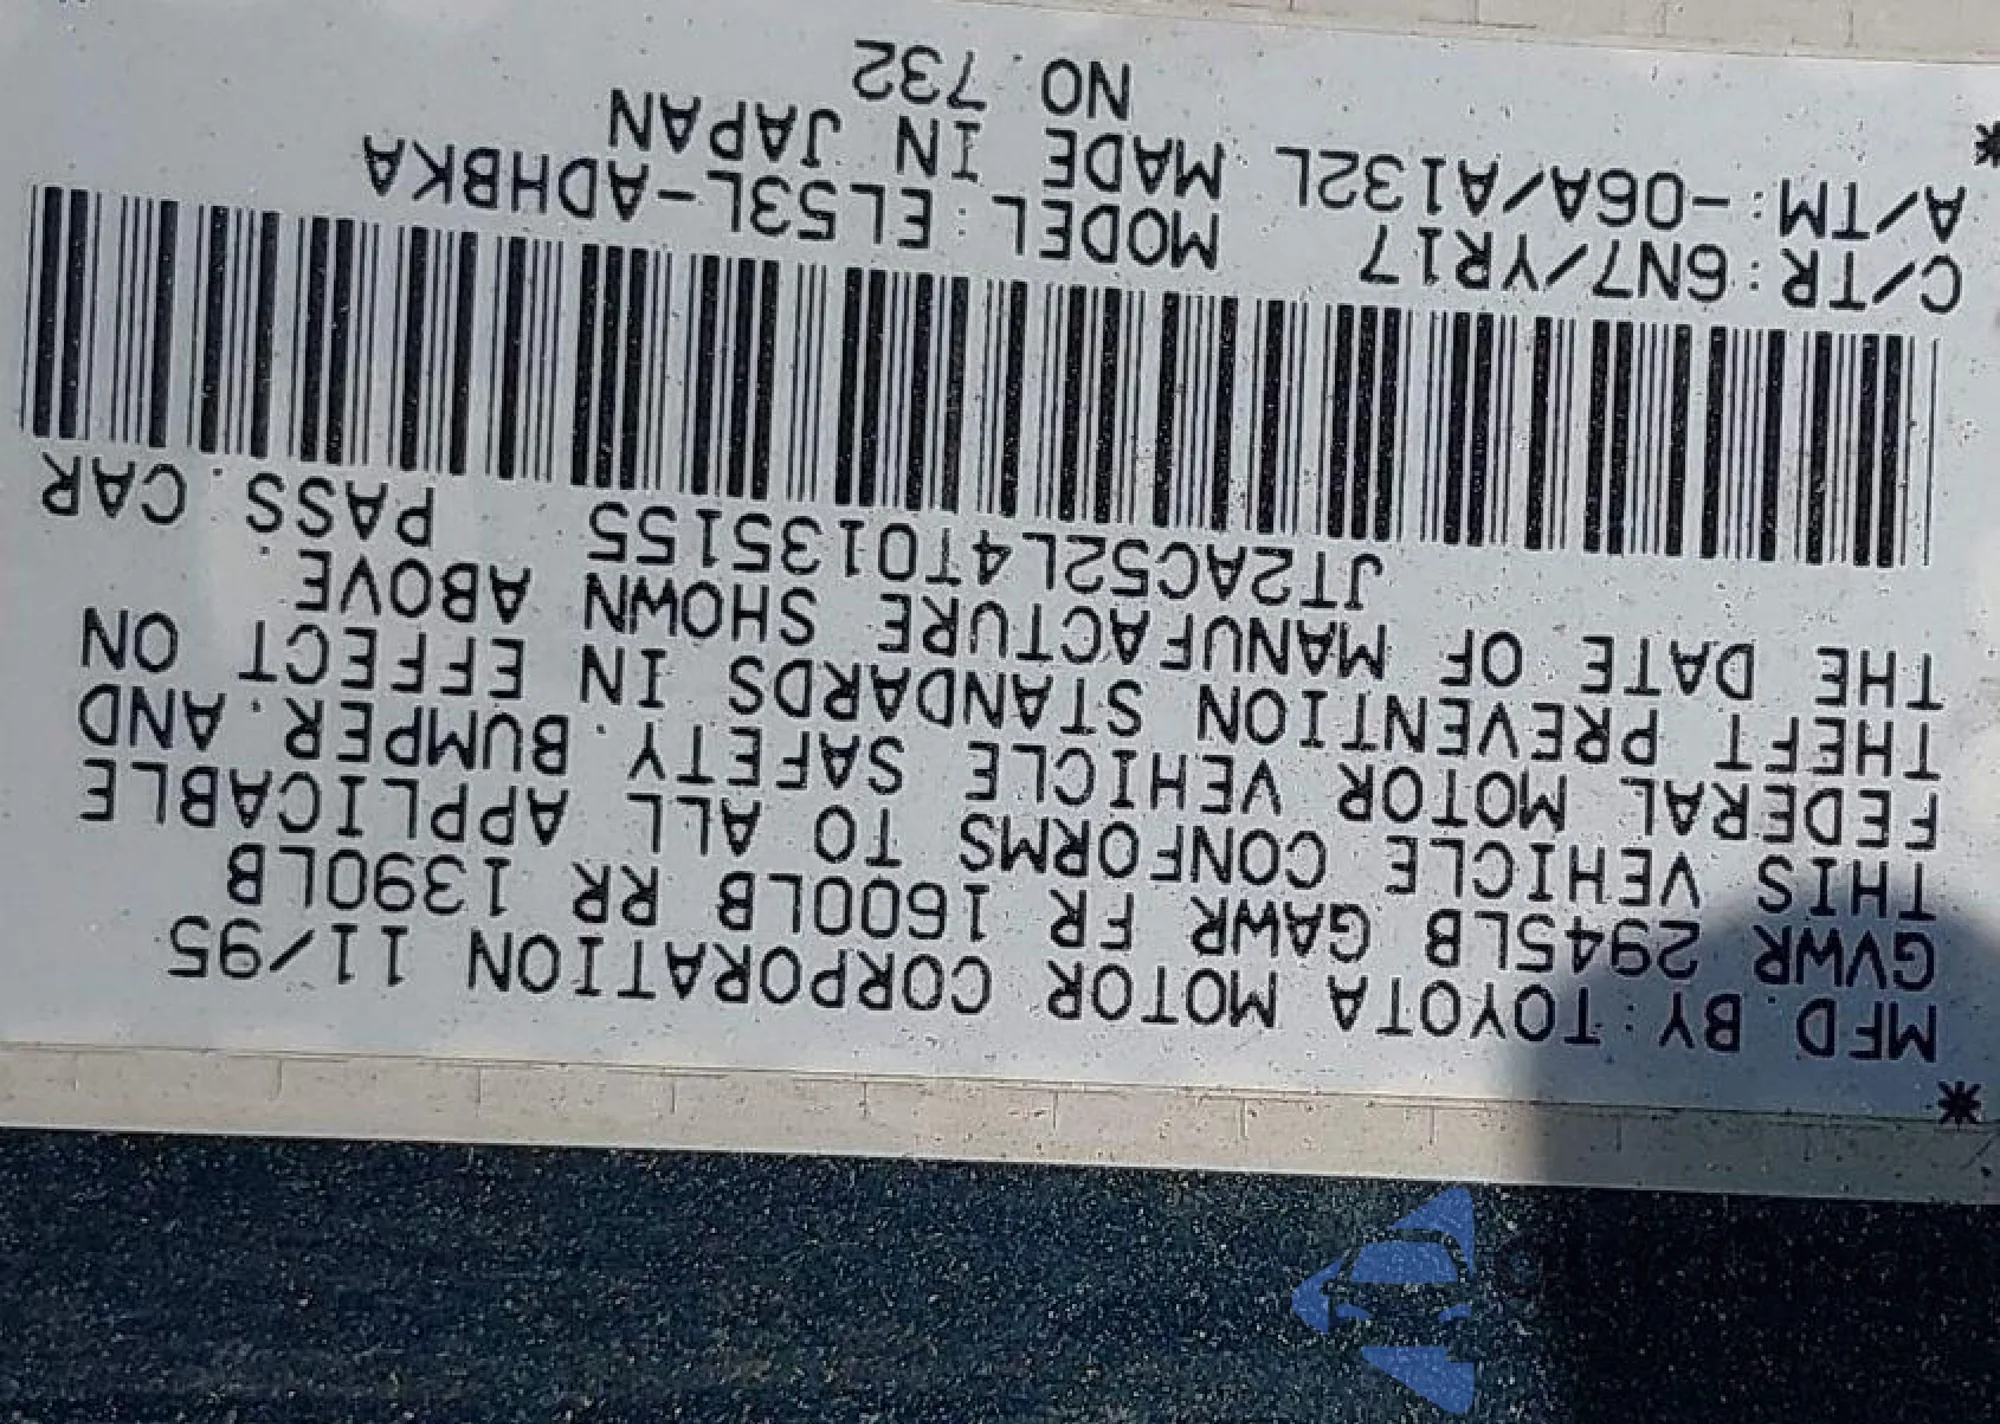 *
MFD.BY:TOYOTA MOTOR CORPORATION 11/95
GVWR 2945LB GAWR FR 1600LB RR 1390LB
THIS VEHICLE CONFORMS TO ALL APPLICABLE
FEDERAL MOTOR VEHICLE SAFETY.BUMPER.AND
THEFT PREVENTION STANDARDS IN EFFECT ON
THE DATE OF MANUFACTURE SHOWN ABOVE.
JT2AC52L4T0135155 PASS.CAR
C/TR:6N7/YR17 MODEL:EL53L-ADHBKA
A/TM:-06A/A132L MADE IN JAPAN
NO.732
*